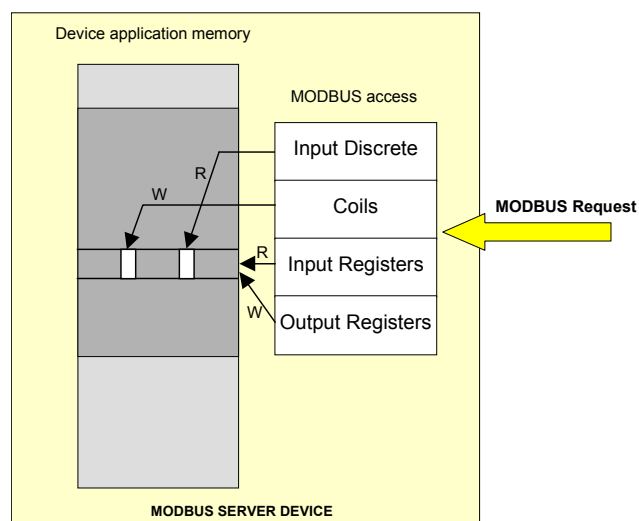 Device application memory
MODBUS access
Input Discrete
R
W
Coils
MODBUS Request
R
Input Registers
W
Output Registers
MODBUS SERVER DEVICE